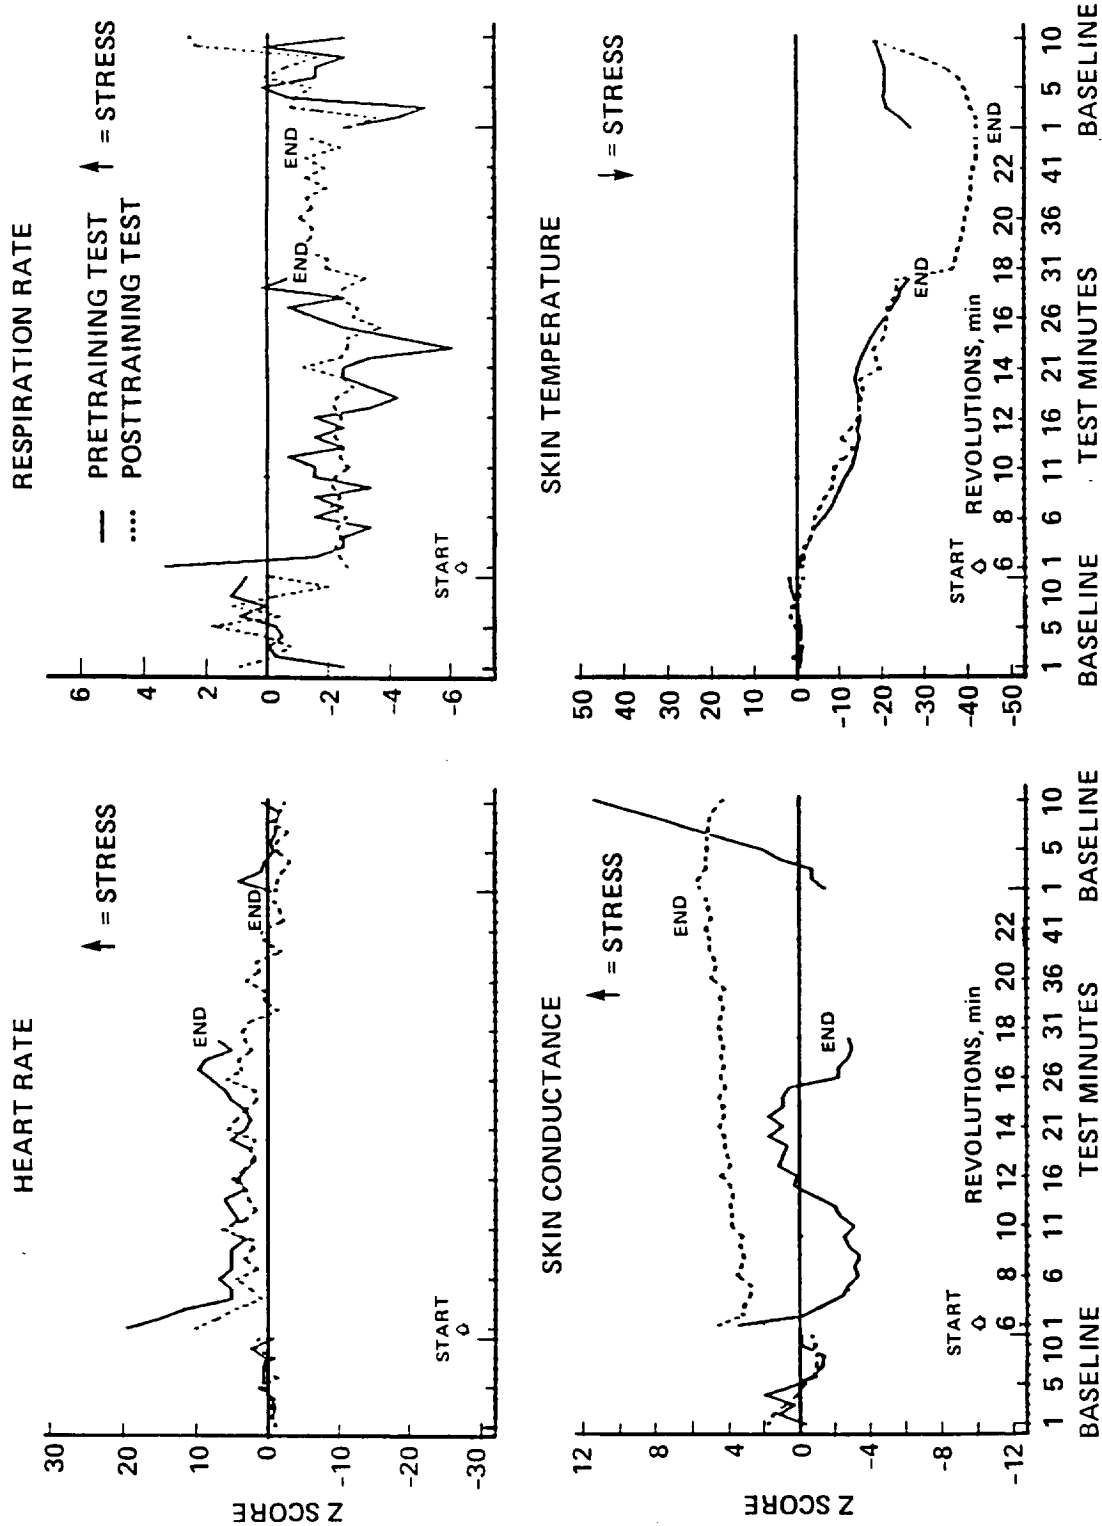 HEART RATE
↑ = STRESS
Z SCORE
30
20
10
0
-10
-30
START
END
END
RESPIRATION RATE
— PRETRAINING TEST
···· POSTTRAINING TEST
↑ = STRESS
6
4
2
0
-2
-4
-6
START
END
END
SKIN CONDUCTANCE
↑ = STRESS
Z SCORE
12
8
4
0
-4
-12
START
END
END
REVOLUTIONS, min
6 8 10 12 14 16 18 20 22
1 5 10 1 6 11 16 21 26 31 36 41 1 5 10
BASELINE TEST MINUTES BASELINE
SKIN TEMPERATURE
↓ = STRESS
50
40
30
20
10
0
-10
-20
-30
-40
-50
START
END
END
REVOLUTIONS, min
6 8 10 12 14 16 18 20 22
1 5 10 1 6 11 16 21 26 31 36 41 1 5 10
BASELINE TEST MINUTES BASELINE